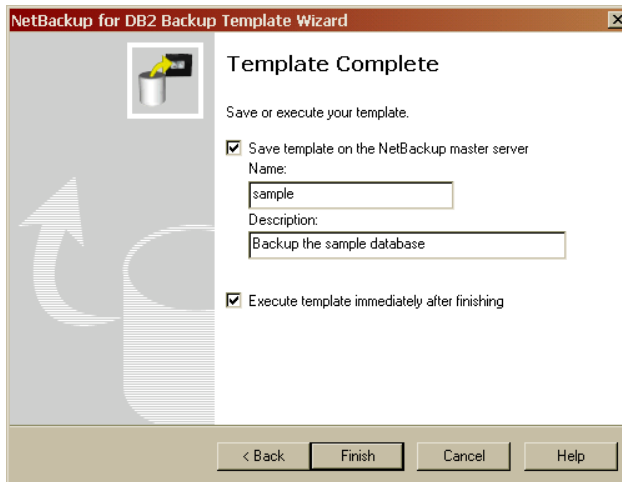 NetBackup for DB2 Backup Template Wizard
Template Complete
Save or execute your template.
Save template on the NetBackup master server
Name:
sample
Description:
Backup the sample database
Execute template immediately after finishing
< Back
Finish
Cancel
Help